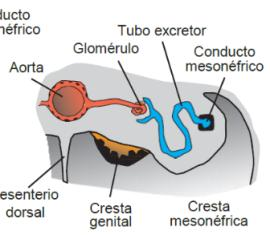 Tubo excretor
Glomérulo
Conducto
mesonéfrico
Aorta
dorsal
Cresta
genital
Cresta
mesonéfrica